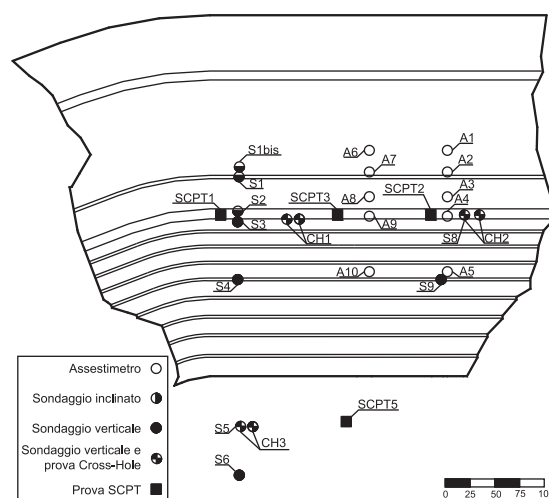 S1bis
A6
A1
A7
A2
S1
SCPT1
S2
SCPT3
A8
SCPT2
A3
A4
S3
CH1
A9
S8
CH2
S4
A10
S9
A5
Assestimetro
Sondaggio inclinato
Sondaggio verticale
Sondaggio verticale e
prova Cross-Hole
Prova SCPT
SCPT5
S5
CH3
S6
0 25 50 75 10